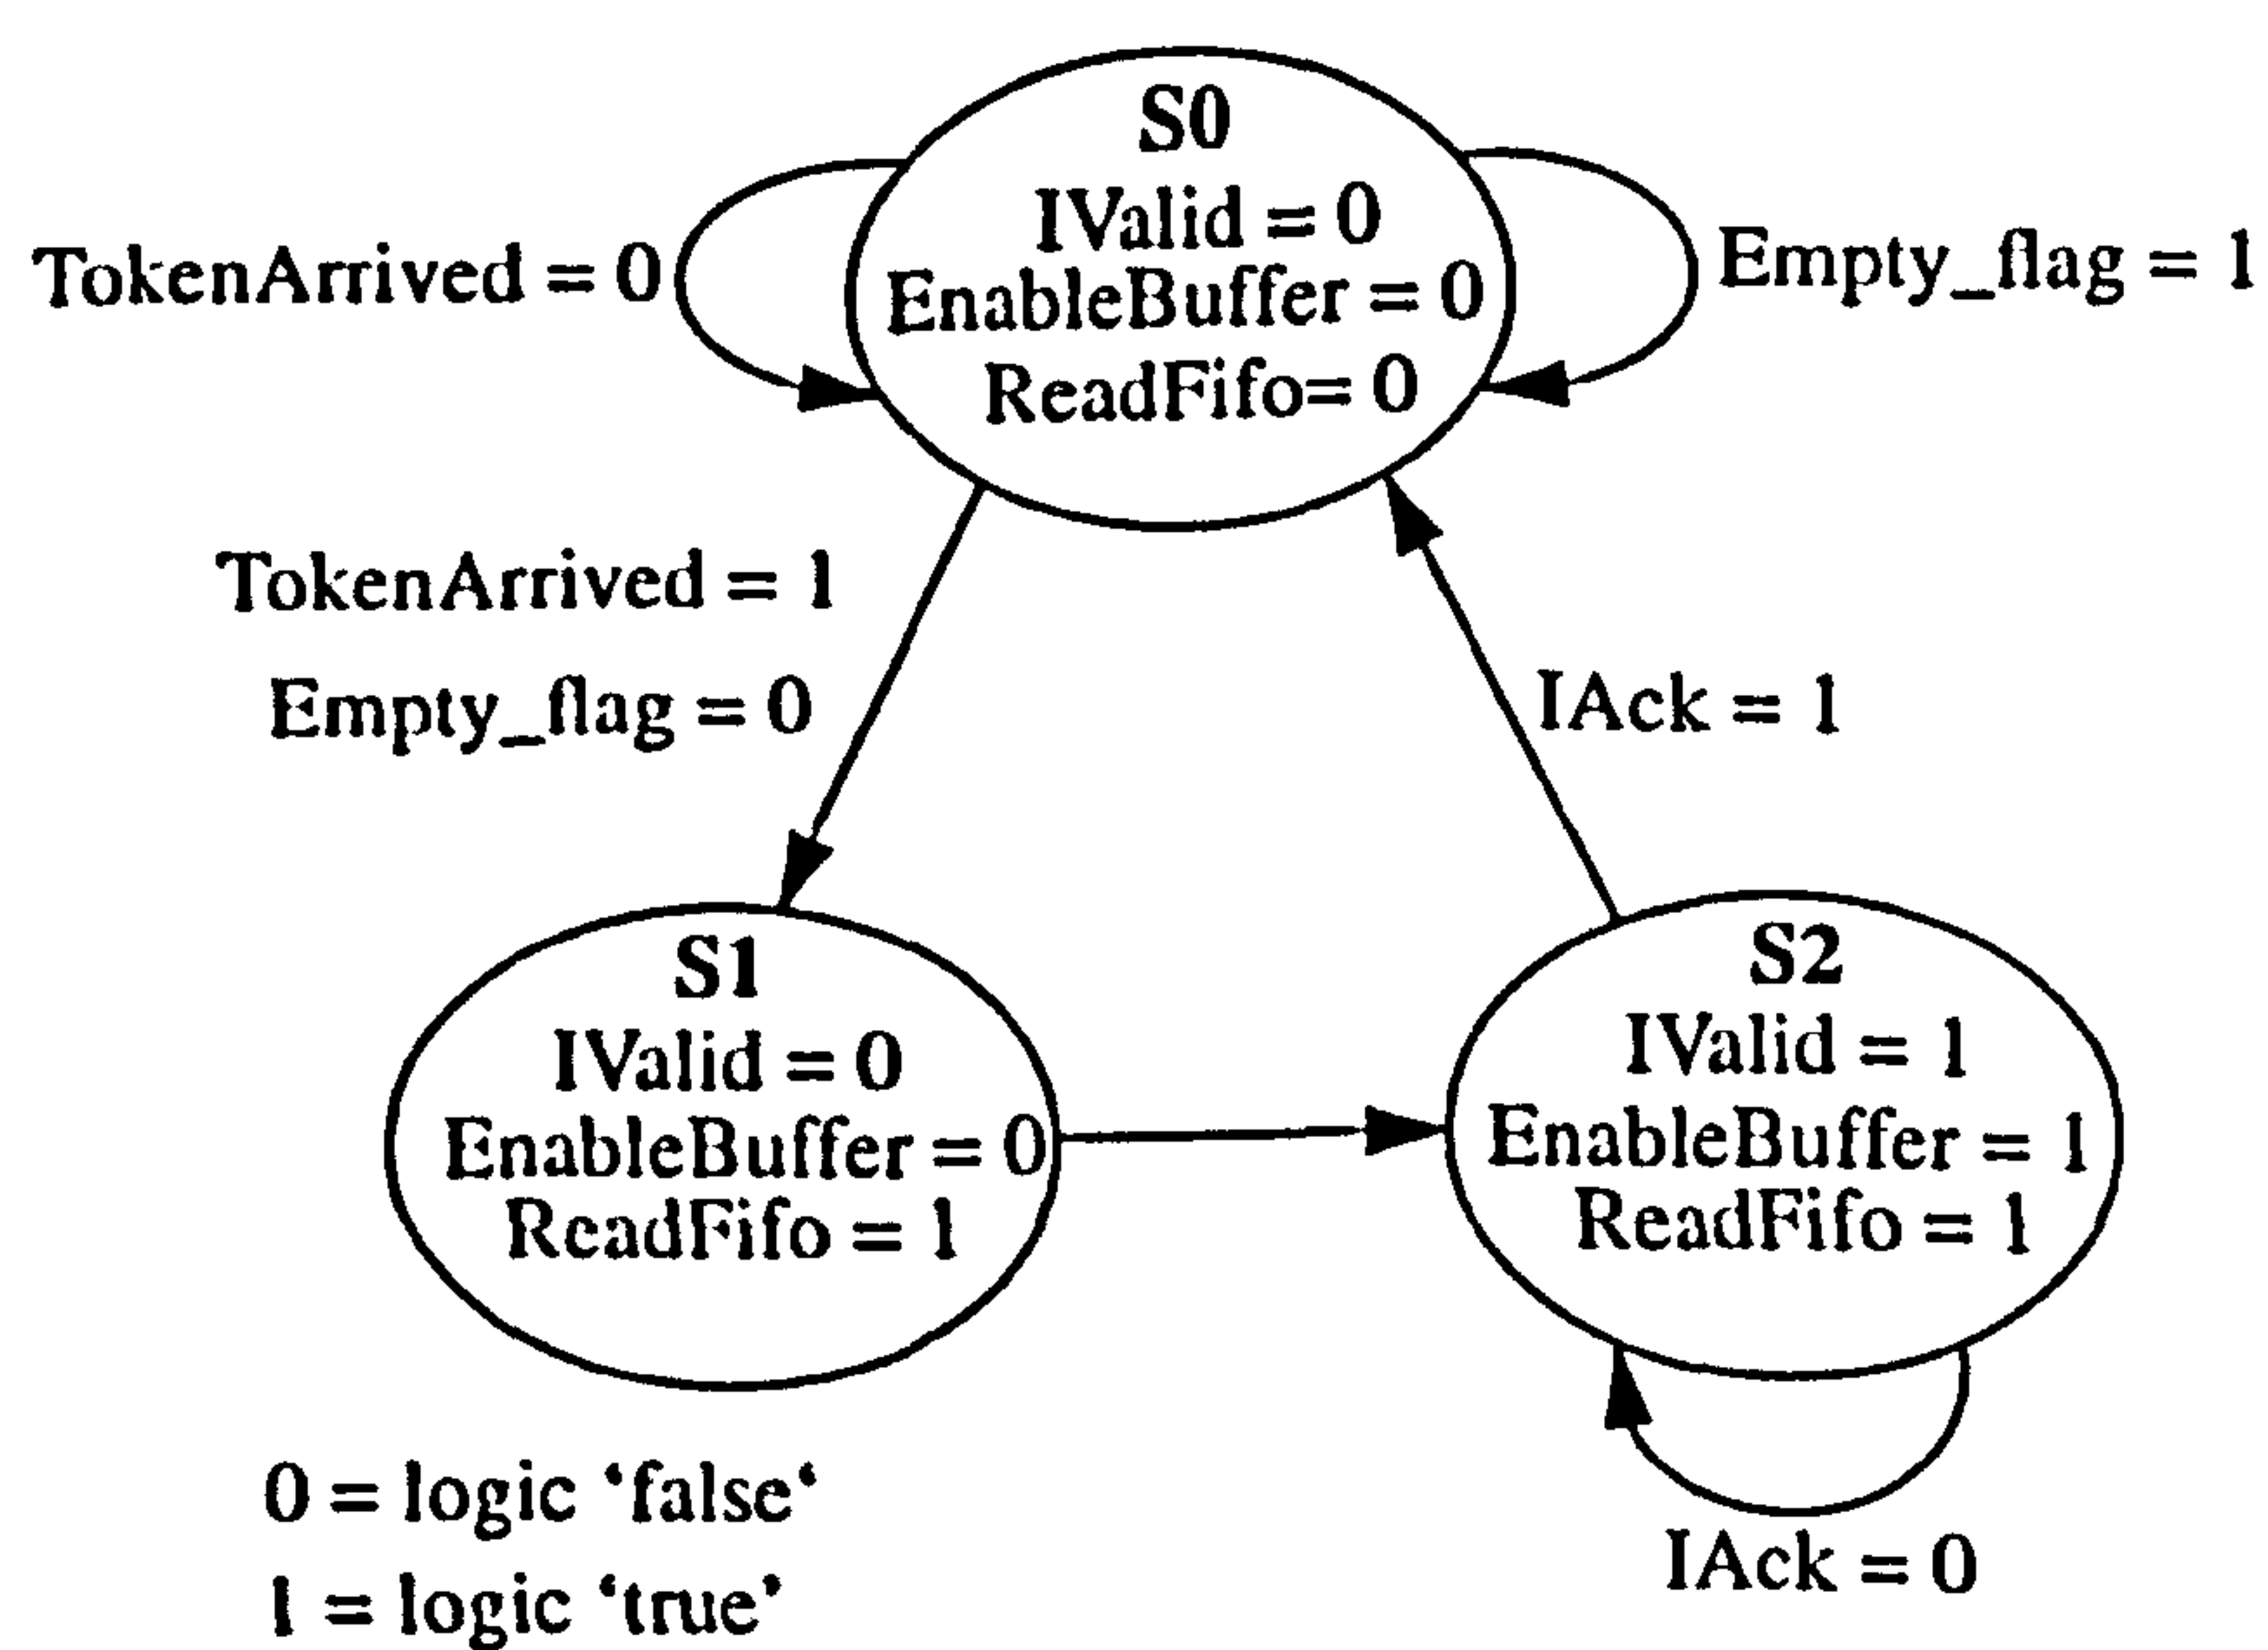 S0
IValid = 0
EnableBuffer = 0
ReadFifo= 0
TokenArrived = 0
Empty_flag = 1
TokenArrived = 1
Empty_flag = 0
IAck = 1
S1
IValid = 0
EnableBuffer = 0
ReadFifo = 1
S2
IValid = 1
EnableBuffer = 1
ReadFifo = 1
IAck = 0
0 = logic ‘false‘
1 = logic ‘true’